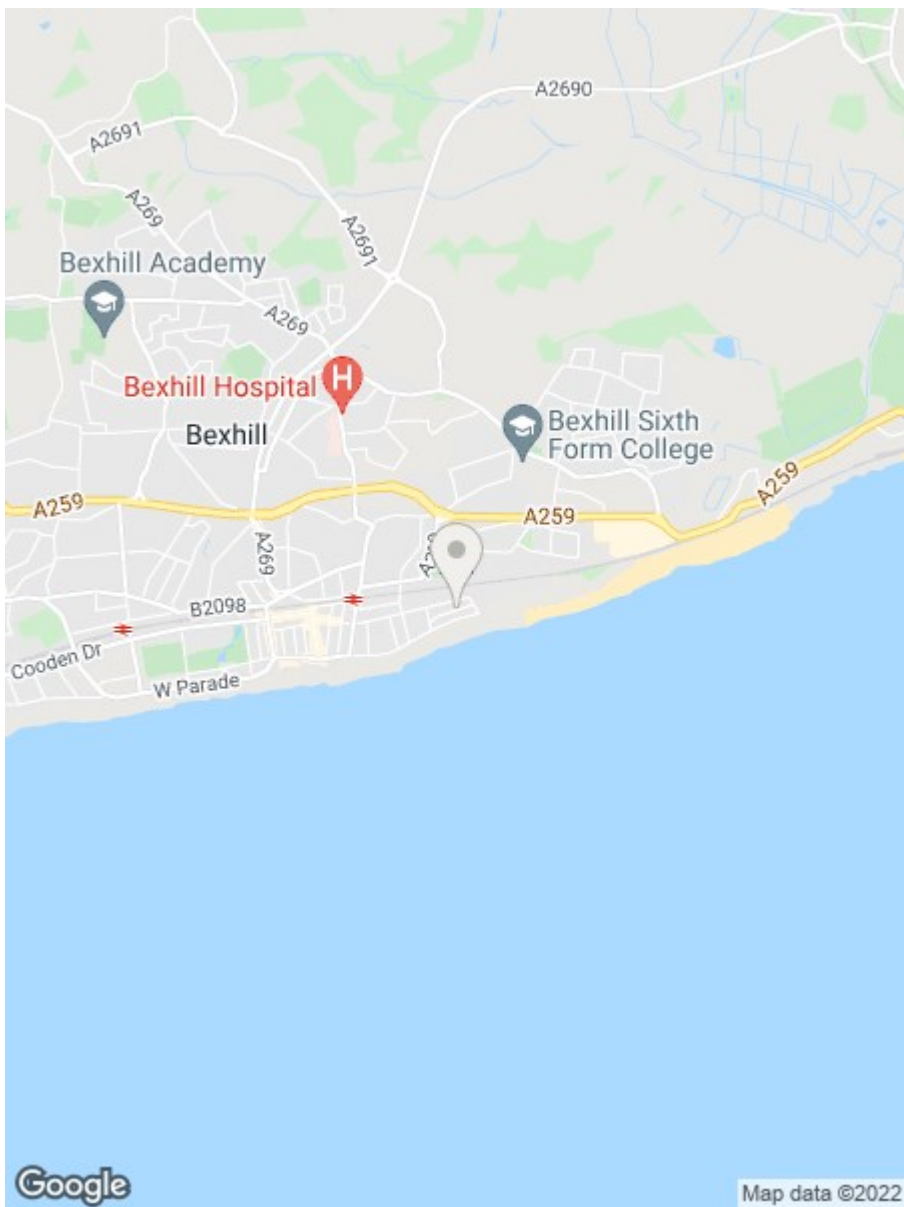 A2690
A2691
A269
A2691
Bexhill Academy
A269
Bexhill Hospital
H
Bexhill
Bexhill Sixth
Form College
A259
A259
A259
A269
B2098
Cooden Dr
W Parade
Google
Map data ©2022